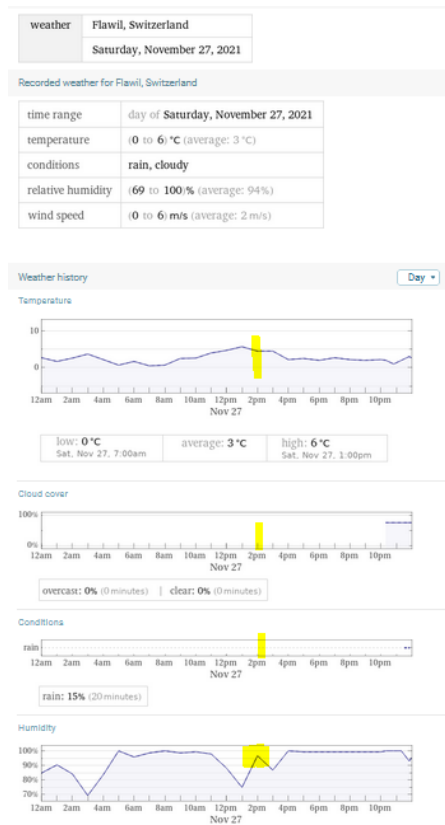 weather Flawil, Switzerland
Saturday, November 27, 2021
Recorded weather for Flawil, Switzerland
time range day of Saturday, November 27, 2021
temperature (0 to 6) °C (average: 3 °C)
conditions rain, cloudy
relative humidity (69 to 100)% (average: 94%)
wind speed (0 to 6) m/s (average: 2 m/s)
Weather history Day
Temperature
10
0
12am 2am 4am 6am 8am 10am 12pm 2pm 4pm 6pm 8pm 10pm
Nov 27
low: 0 °C average: 3 °C high: 6 °C
Sat, Nov 27, 7:00am Sat, Nov 27, 1:00pm
Cloud cover
100%
0%
12am 2am 4am 6am 8am 10am 12pm 2pm 4pm 6pm 8pm 10pm
Nov 27
overcast: 0% (0 minutes) | clear: 0% (0 minutes)
Conditions
rain
12am 2am 4am 6am 8am 10am 12pm 2pm 4pm 6pm 8pm 10pm
Nov 27
rain: 15% (20 minutes)
Humidity
100%
90%
80%
70%
12am 2am 4am 6am 8am 10am 12pm 2pm 4pm 6pm 8pm 10pm
Nov 27